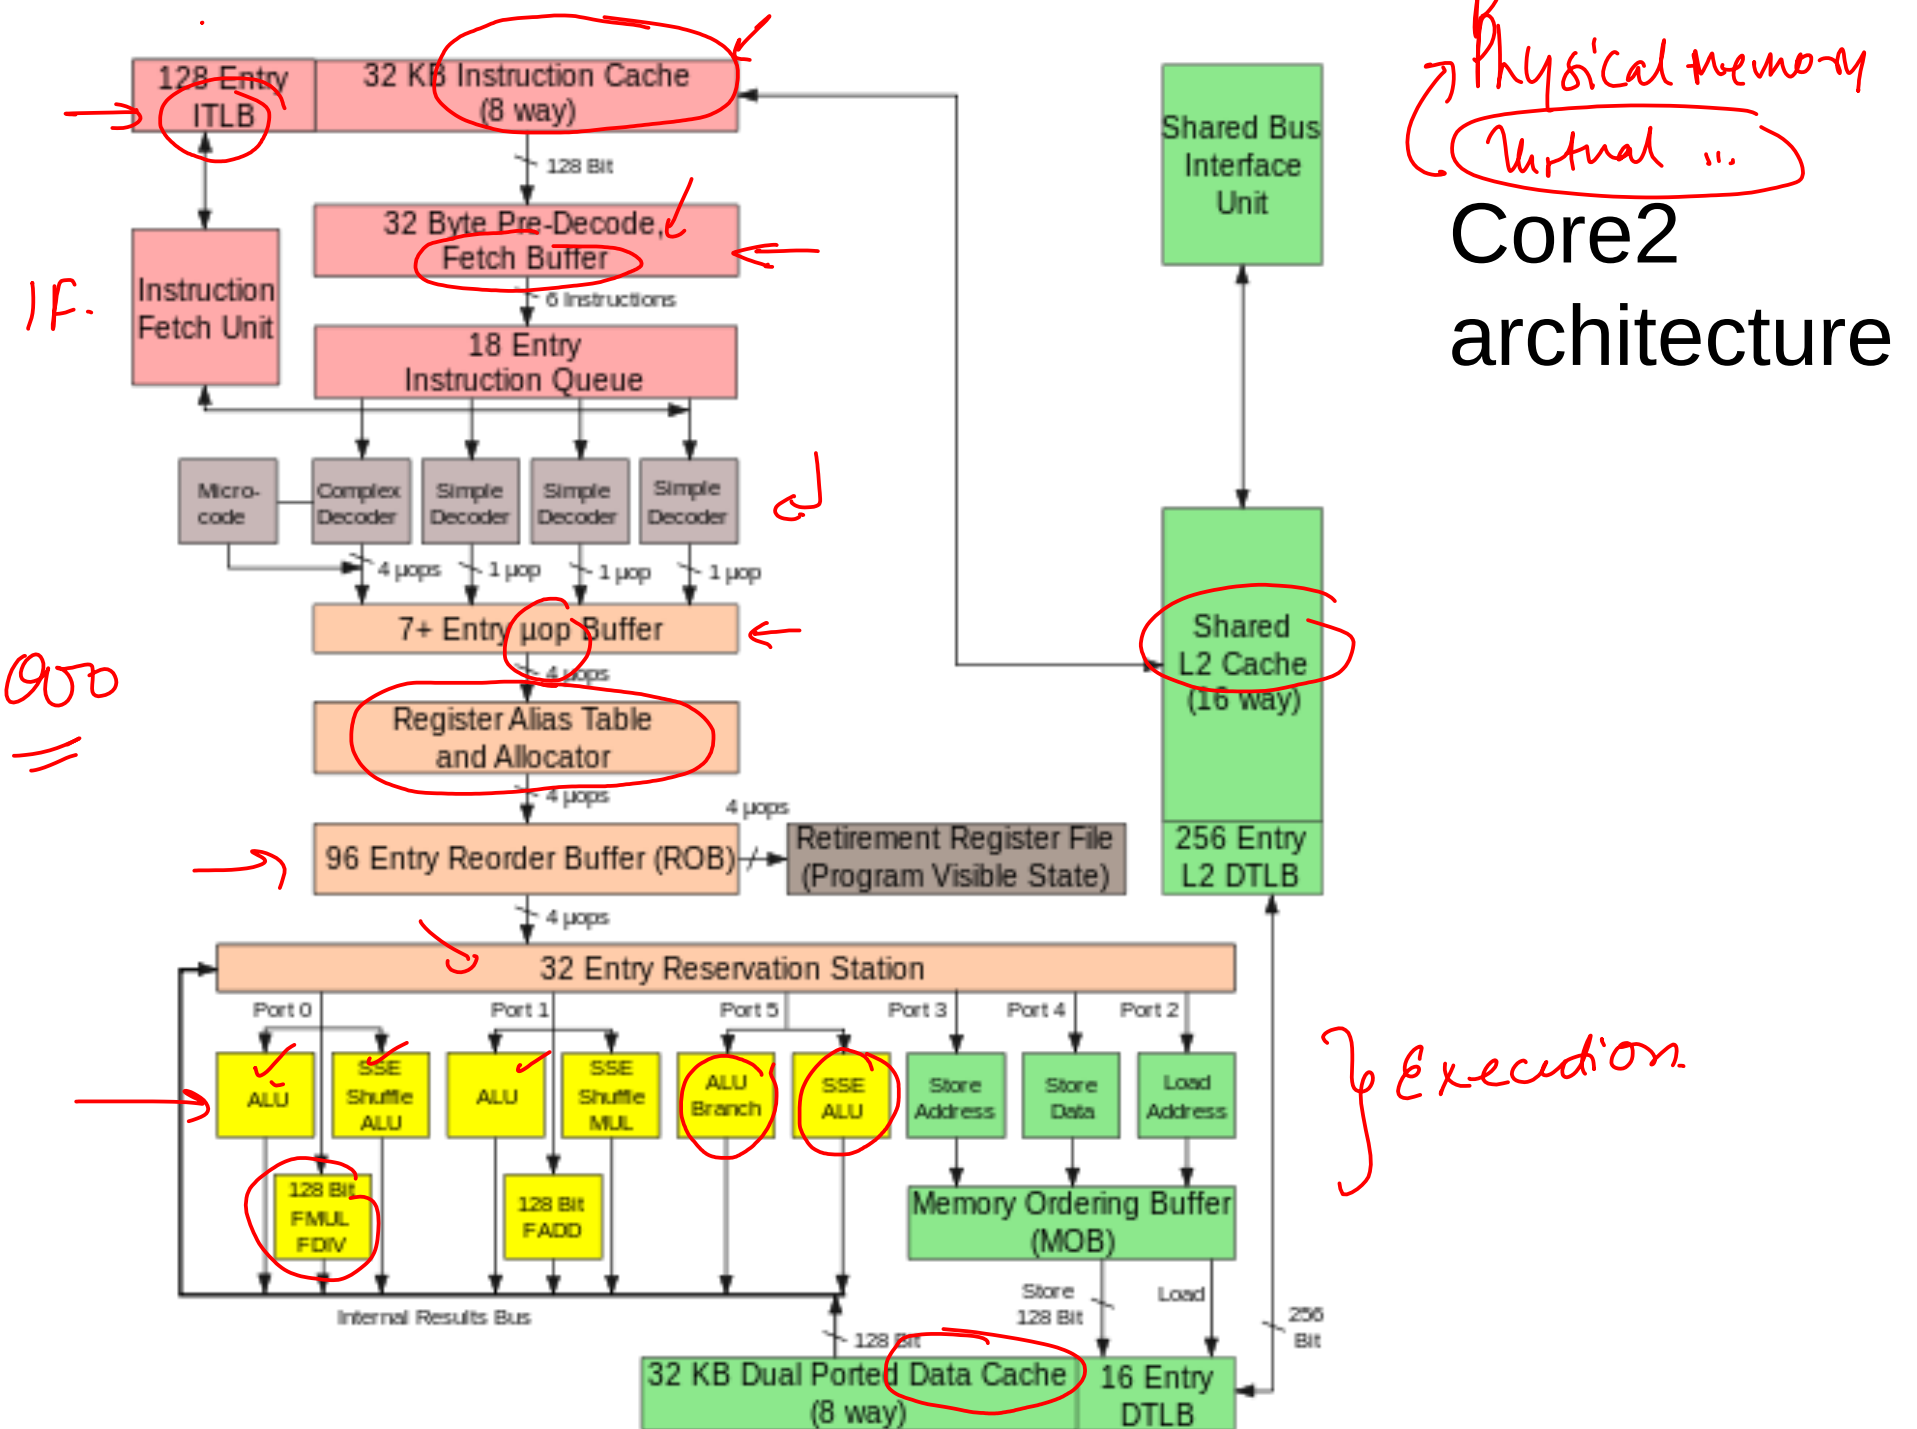 Physical memory
Virtual ...
Core2
architecture
128 Entry
ITLB
32 KB Instruction Cache
(8 way)
128 Bit
32 Byte Pre-Decode,
Fetch Buffer
6 Instructions
IF.
Instruction
Fetch Unit
18 Entry
Instruction Queue
Micro-
code
Complex
Decoder
Simple
Decoder
Simple
Decoder
Simple
Decoder
4 µops
1 µop
1 µop
1 µop
7+ Entry µop Buffer
4 µops
OOO
Register Alias Table
and Allocator
4 µops
96 Entry Reorder Buffer (ROB)
4 µops
Retirement Register File
(Program Visible State)
4 µops
32 Entry Reservation Station
Port 0
Port 1
Port 5
Port 3
Port 4
Port 2
ALU
SSE
Shuffle
ALU
ALU
SSE
Shuffle
MUL
ALU
Branch
SSE
ALU
Store
Address
Store
Data
Load
Address
128 Bit
FMUL
FDIV
128 Bit
FADD
Memory Ordering Buffer
(MOB)
Internal Results Bus
128 Bit
Store
128 Bit
Load
256
Bit
32 KB Dual Ported Data Cache
(8 way)
16 Entry
DTLB
Shared Bus
Interface
Unit
Shared
L2 Cache
(16 way)
256 Entry
L2 DTLB
Execution